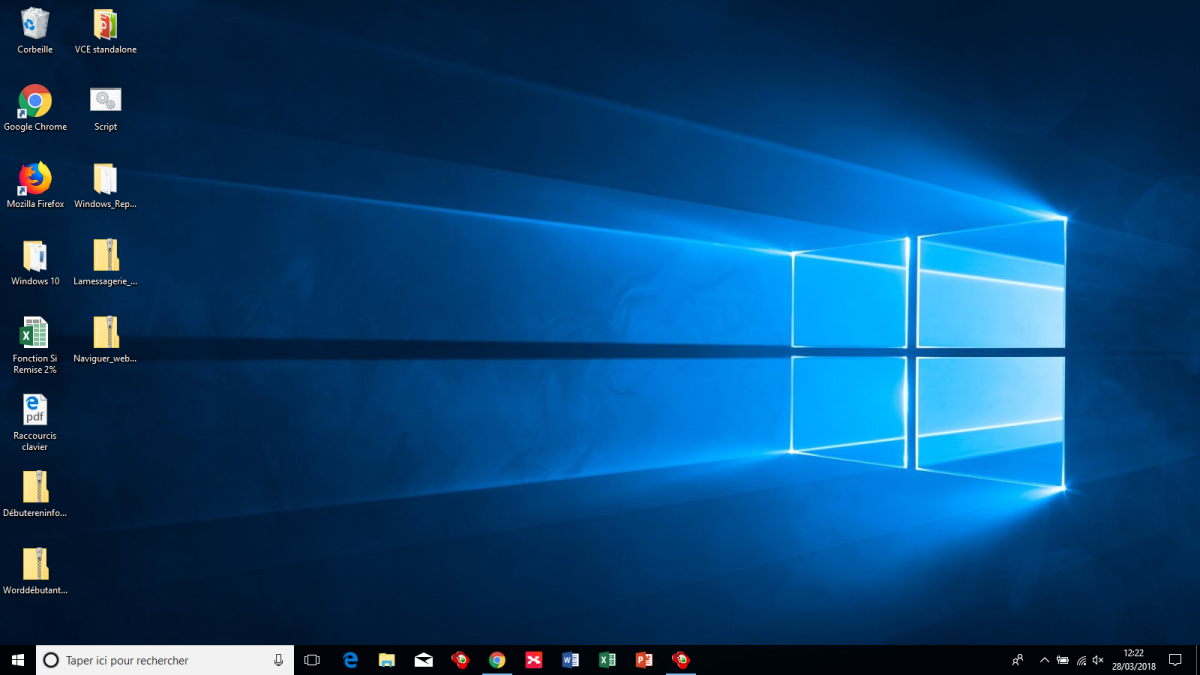 Corbeille
VCE standalone
Google Chrome
Script
Mozilla Firefox
Windows_Rep...
Windows 10
Lamessagerie_...
Fonction Si
Remise 2%
Naviguer_web...
pdf
Raccourcis
clavier
Débutereninfo...
Worddébutant...
Taper ici pour rechercher
12:22
28/03/2018